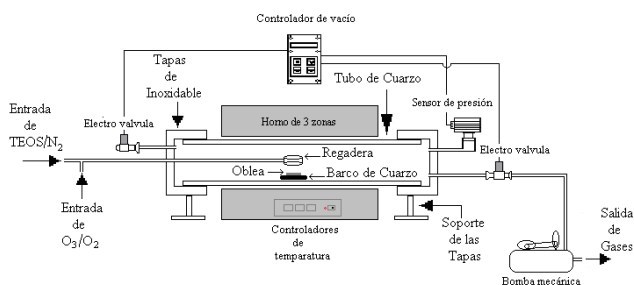 Controlador de vacío
Tapas
de
Inoxidable
Tubo de Cuarzo
Sensor de presión
Entrada
de
TEOS/N2
Electro valvula
Horno de 3 zonas
Electro valvula
Regadera
Oblea
Barco de Cuarzo
Entrada
de
O3/O2
Controladores
de
temparatura
Soporte
de las
Tapas
Salida
de
Gases
Bomba mecánica